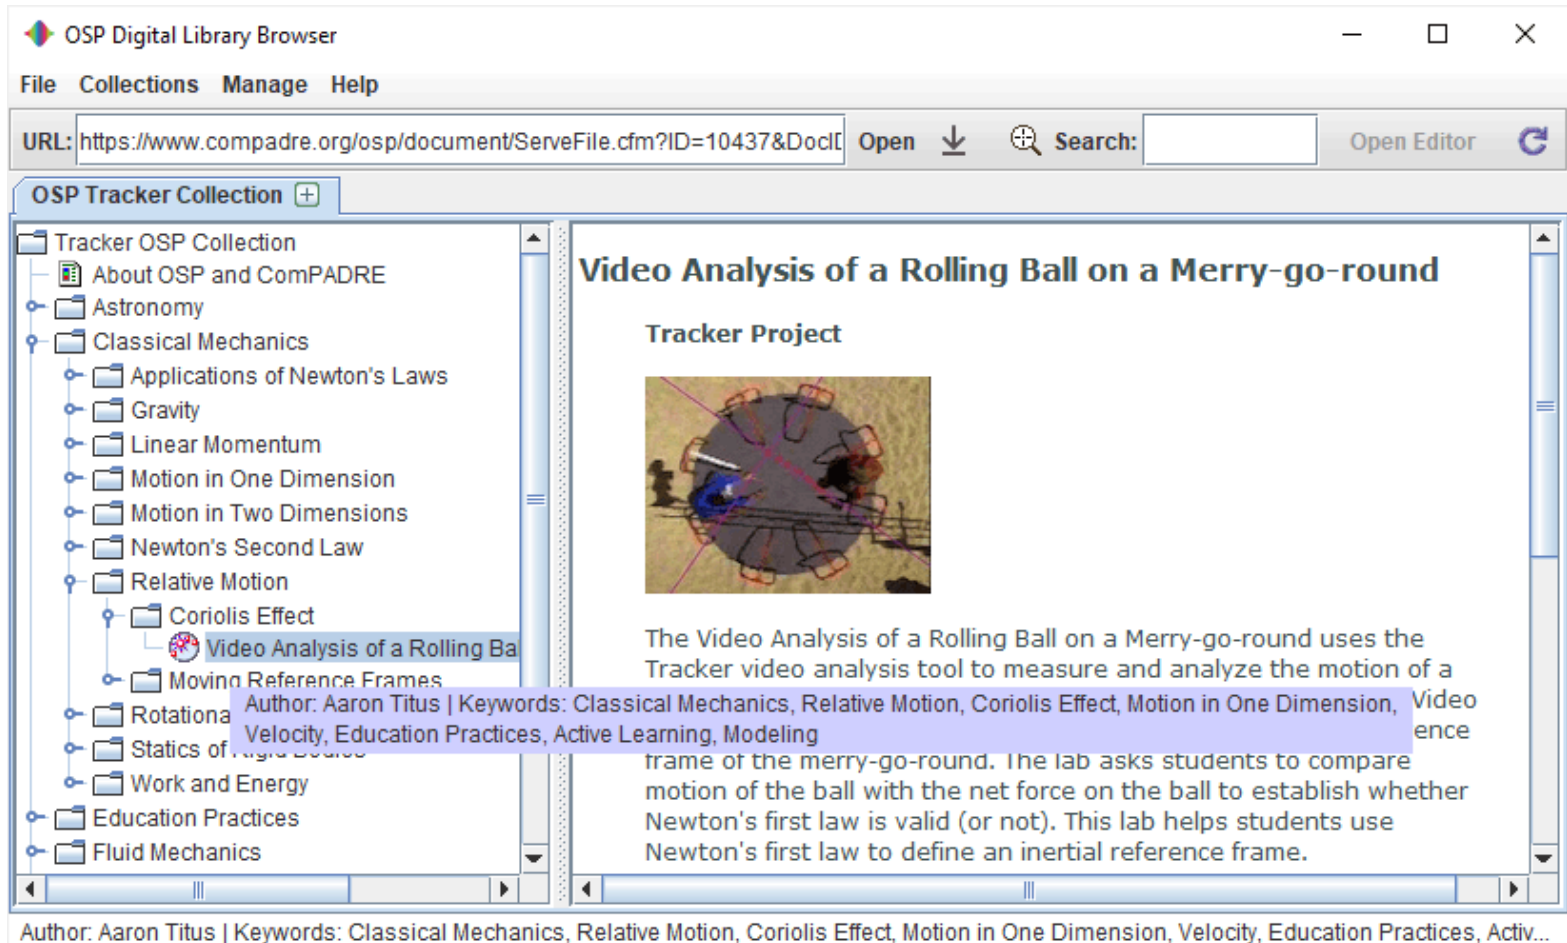 OSP Digital Library Browser
File Collections Manage Help
URL: https://www.compadre.org/osp/document/ServeFile.cfm?ID=10437&DocI Open Search: Open Editor
OSP Tracker Collection
Tracker OSP Collection
About OSP and ComPADRE
Astronomy
Classical Mechanics
Applications of Newton's Laws
Gravity
Linear Momentum
Motion in One Dimension
Motion in Two Dimensions
Newton's Second Law
Relative Motion
Coriolis Effect
Video Analysis of a Rolling Ba
Moving Reference Frames
Rotationa
Statics of Rigid Bodies
Work and Energy
Education Practices
Fluid Mechanics
Video Analysis of a Rolling Ball on a Merry-go-round
Tracker Project
The Video Analysis of a Rolling Ball on a Merry-go-round uses the
Tracker video analysis tool to measure and analyze the motion of a
Video
ence
frame of the merry-go-round. The lab asks students to compare
motion of the ball with the net force on the ball to establish whether
Newton's first law is valid (or not). This lab helps students use
Newton's first law to define an inertial reference frame.
Author: Aaron Titus | Keywords: Classical Mechanics, Relative Motion, Coriolis Effect, Motion in One Dimension,
Velocity, Education Practices, Active Learning, Modeling
Author: Aaron Titus | Keywords: Classical Mechanics, Relative Motion, Coriolis Effect, Motion in One Dimension, Velocity, Education Practices, Activ...